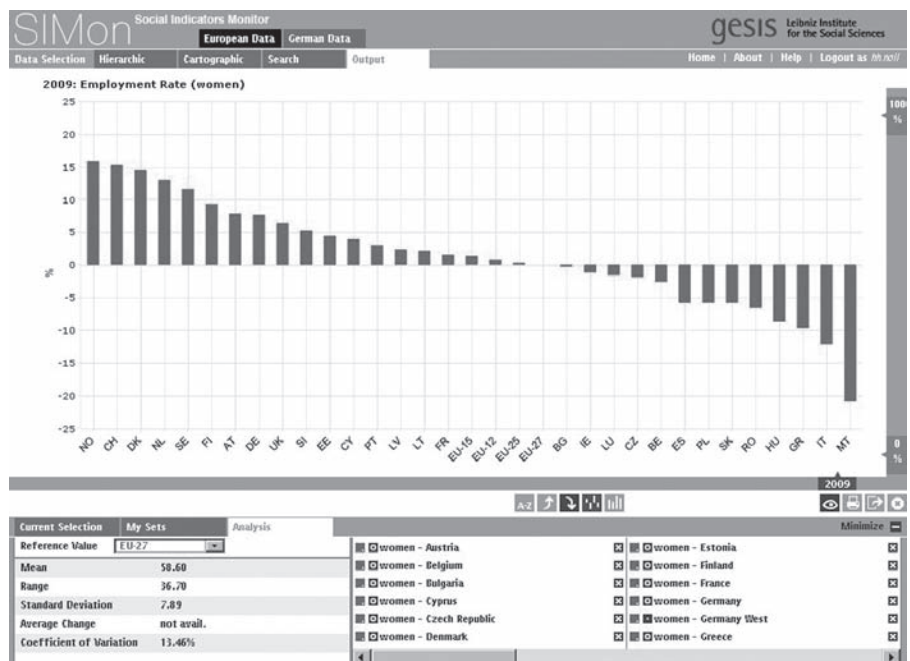 SIMon Social Indicators Monitor
European Data German Data
gesis Leibniz Institute
for the Social Sciences
Data Selection Hierarchic Cartographic Search Output Home | About | Help | Logout as hh.noll
2009: Employment Rate (women)
25
20
15
10
5
0
-5
-10
-15
-20
-25
%
NO CH DK NL SE FI AT DE UK SI EE CY PT LV LT FR EU-15 EU-12 EU-25 EU-27 BG IE LU CZ BE ES PL SK RO HU GR IT MT
100
%
0
%
2009
A-Z
Current Selection My Sets Analysis Minimize
Reference Value EU-27
Mean 58.60
Range 36.70
Standard Deviation 7.89
Average Change not avail.
Coefficient of Variation 13.46%
women - Austria
women - Belgium
women - Bulgaria
women - Cyprus
women - Czech Republic
women - Denmark
women - Estonia
women - Finland
women - France
women - Germany
women - Germany West
women - Greece